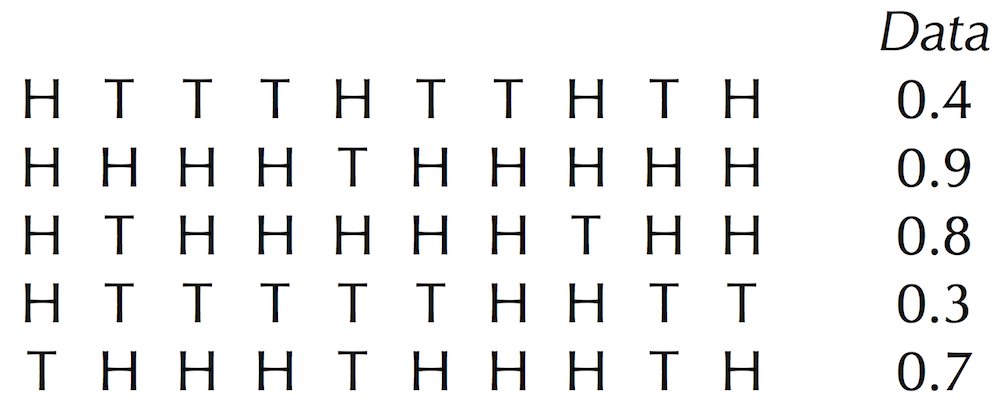 Data
H T T T H T T H T H 0.4
H H H H T H H H H H 0.9
H T H H H H H T H H 0.8
H T T T T T H H T T 0.3
T H H H T H H H T H 0.7